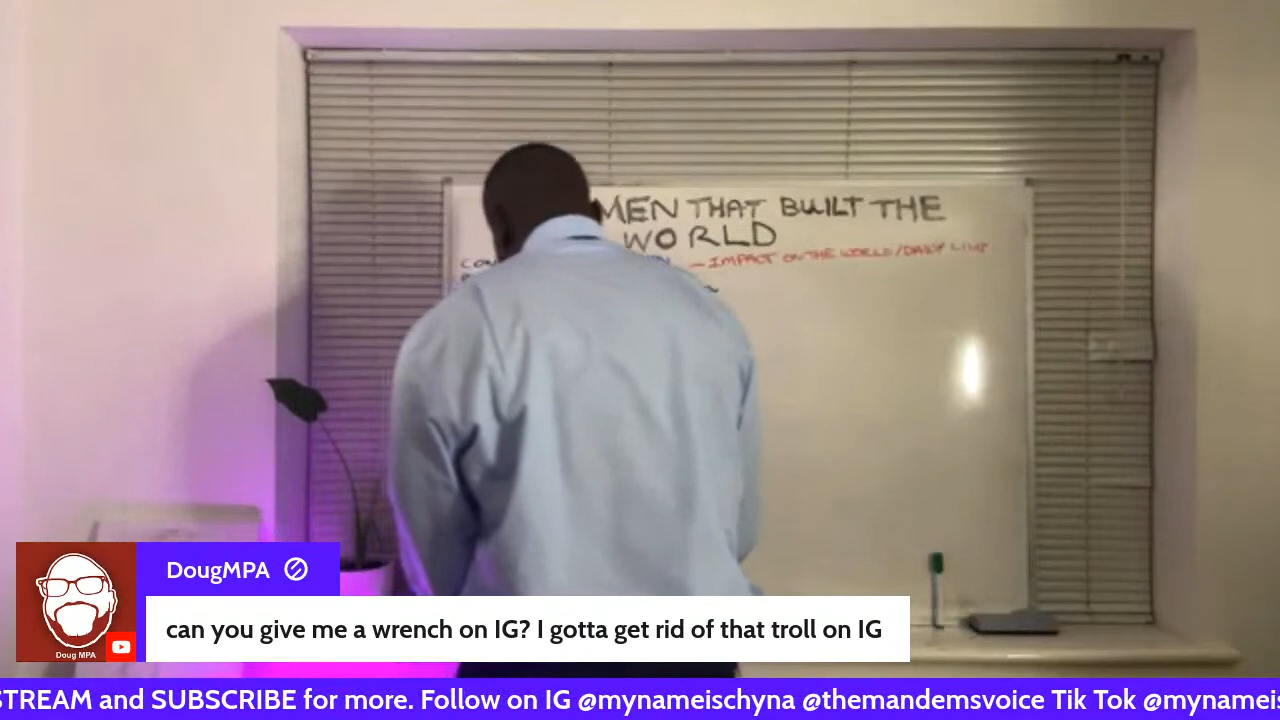 MEN THAT BUILT THE
WORLD
– IMPACT ON THE WORLD/DAILY
DougMPA
can you give me a wrench on IG? I gotta get rid of that troll on IG
Doug MPA
STREAM and SUBSCRIBE for more. Follow on IG @mynameischyna @themandemsvoice Tik Tok @mynameis